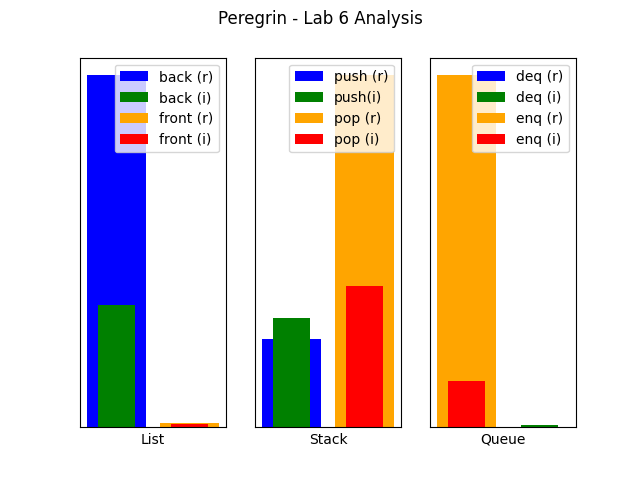 Peregrin - Lab 6 Analysis
back (r)
back (i)
front (r)
front (i)
push (r)
push(i)
pop (r)
pop (i)
deq (r)
deq (i)
enq (r)
enq (i)
List
Stack
Queue